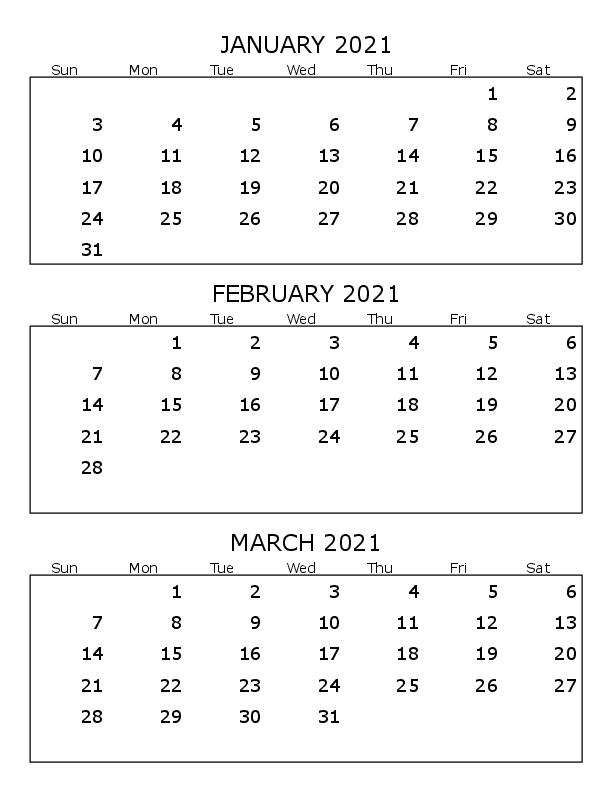 JANUARY 2021
Sun Mon Tue Wed Thu Fri Sat
1 2
3 4 5 6 7 8 9
10 11 12 13 14 15 16
17 18 19 20 21 22 23
24 25 26 27 28 29 30
31
FEBRUARY 2021
Sun Mon Tue Wed Thu Fri Sat
1 2 3 4 5 6
7 8 9 10 11 12 13
14 15 16 17 18 19 20
21 22 23 24 25 26 27
28
MARCH 2021
Sun Mon Tue Wed Thu Fri Sat
1 2 3 4 5 6
7 8 9 10 11 12 13
14 15 16 17 18 19 20
21 22 23 24 25 26 27
28 29 30 31